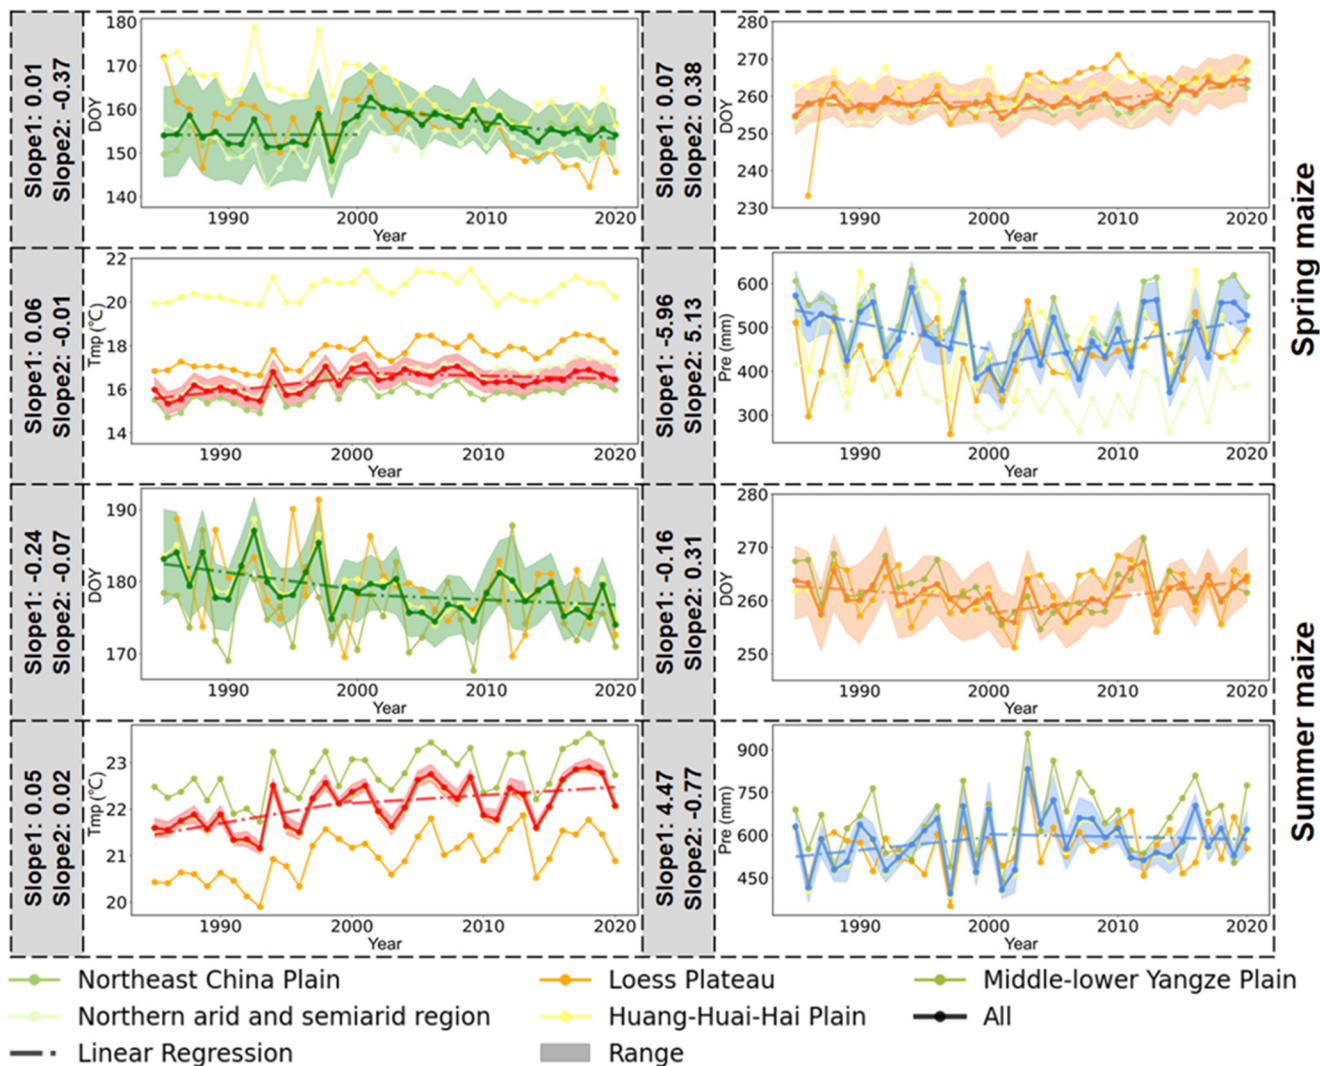 Slope1: 0.01
Slope2: -0.37
180
170
160
150
140
DOY
1990
2000
2010
2020
Year
Slope1: 0.07
Slope2: 0.38
280
270
260
250
240
230
DOY
1990
2000
2010
2020
Year
Spring maize
Slope1: 0.06
Slope2: -0.01
22
20
18
16
14
Tmp (°C)
1990
2000
2010
2020
Year
Slope1: -5.96
Slope2: 5.13
600
500
400
300
Pre (mm)
1990
2000
2010
2020
Year
Slope1: -0.24
Slope2: -0.07
190
180
170
DOY
1990
2000
2010
2020
Year
Slope1: -0.16
Slope2: 0.31
280
270
260
250
DOY
1990
2000
2010
2020
Year
Summer maize
Slope1: 0.05
Slope2: 0.02
23
22
21
20
Tmp (°C)
1990
2000
2010
2020
Year
Slope1: 4.47
Slope2: -0.77
900
750
600
450
Pre (mm)
1990
2000
2010
2020
Year
Northeast China Plain
Loess Plateau
Middle-lower Yangze Plain
Northern arid and semiarid region
Huang-Huai-Hai Plain
All
Linear Regression
Range